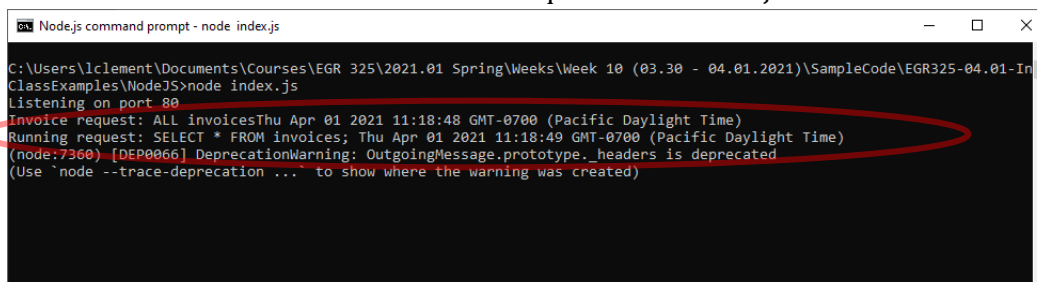 Node.js command prompt - node index.js
C:\Users\lclement\Documents\Courses\EGR 325\2021.01 Spring\Weeks\Week 10 (03.30 - 04.01.2021)\SampleCode\EGR325-04.01-In
ClassExamples\NodeJS>node index.js
Listening on port 80
Invoice request: ALL invoicesThu Apr 01 2021 11:18:48 GMT-0700 (Pacific Daylight Time)
Running request: SELECT * FROM invoices; Thu Apr 01 2021 11:18:49 GMT-0700 (Pacific Daylight Time)
(node:7360) [DEP0066] DeprecationWarning: OutgoingMessage.prototype._headers is deprecated
(Use `node --trace-deprecation ...` to show where the warning was created)